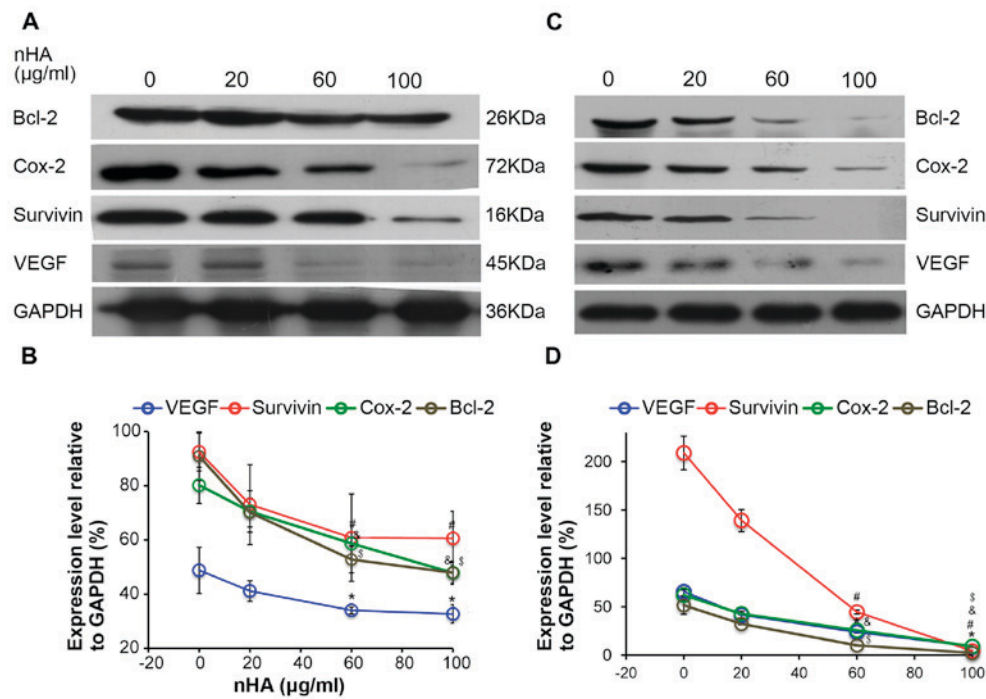 A
C
nHA
(µg/ml)
0 20 60 100
0 20 60 100
Bcl-2 26KDa Bcl-2
Cox-2 72KDa Cox-2
Survivin 16KDa Survivin
VEGF 45KDa VEGF
GAPDH 36KDa GAPDH
B
VEGF Survivin Cox-2 Bcl-2
Expression level relative
to GAPDH (%)
100
80
60
40
20
# # & $ & $ * *
-20 0 20 40 60 80 100
nHA (µg/ml)
D
VEGF Survivin Cox-2 Bcl-2
Expression level relative
to GAPDH (%)
200
150
100
50
0
# & $
$
&
#
*
-20 0 20 40 60 80 100